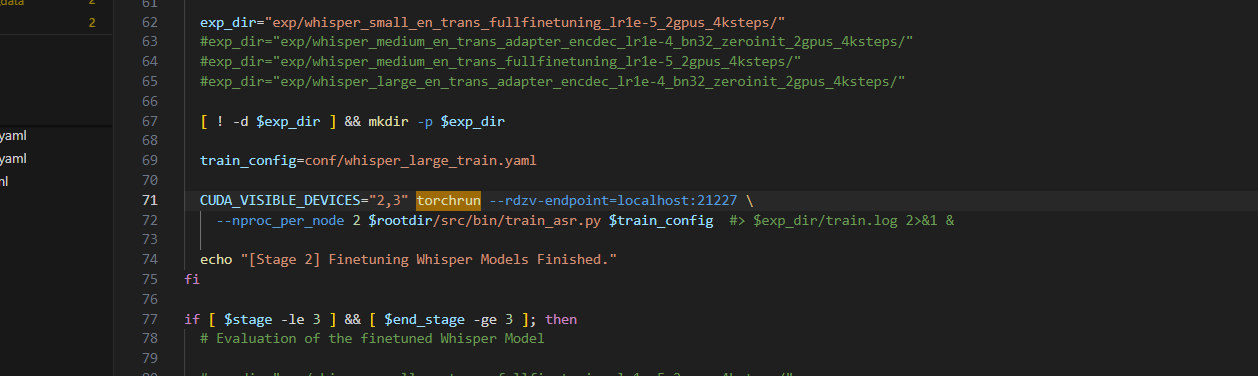 _data
2
2
yaml
yaml
ml
61
62 exp_dir="exp/whisper_small_en_trans_fullfinetuning_lr1e-5_2gpus_4ksteps/"
63 #exp_dir="exp/whisper_medium_en_trans_adapter_encdec_lr1e-4_bn32_zeroinit_2gpus_4ksteps/"
64 #exp_dir="exp/whisper_medium_en_trans_fullfinetuning_lr1e-5_2gpus_4ksteps/"
65 #exp_dir="exp/whisper_large_en_trans_adapter_encdec_lr1e-4_bn32_zeroinit_2gpus_4ksteps/"
66
67 [ ! -d $exp_dir ] && mkdir -p $exp_dir
68
69 train_config=conf/whisper_large_train.yaml
70
71 CUDA_VISIBLE_DEVICES="2,3" torchrun --rdzv-endpoint=localhost:21227 \
72 --nproc_per_node 2 $rootdir/src/bin/train_asr.py $train_config #> $exp_dir/train.log 2>&1 &
73
74 echo "[Stage 2] Finetuning Whisper Models Finished."
75 fi
76
77 if [ $stage -le 3 ] && [ $end_stage -ge 3 ]; then
78 # Evaluation of the finetuned Whisper Model
79